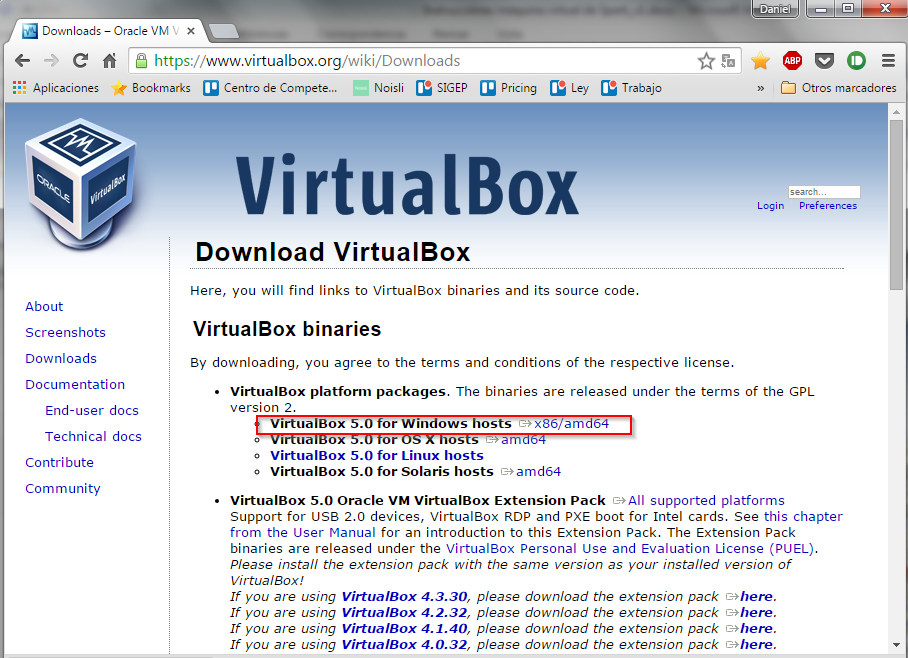 Daniel
Downloads – Oracle VM V
https://www.virtualbox.org/wiki/Downloads
ABP
Aplicaciones
Bookmarks
Centro de Compete...
Noisli
SIGEP
Pricing
Ley
Trabajo
»
Otros marcadores
ORACLE
VirtualBox
VirtualBox
search...
Login Preferences
Download VirtualBox
Here, you will find links to VirtualBox binaries and its source code.
About
Screenshots
Downloads
Documentation
End-user docs
Technical docs
Contribute
Community
VirtualBox binaries
By downloading, you agree to the terms and conditions of the respective license.
• VirtualBox platform packages. The binaries are released under the terms of the GPL
version 2.
VirtualBox 5.0 for Windows hosts x86/amd64
VirtualBox 5.0 for OS X hosts amd64
VirtualBox 5.0 for Linux hosts
VirtualBox 5.0 for Solaris hosts amd64
• VirtualBox 5.0 Oracle VM VirtualBox Extension Pack All supported platforms
Support for USB 2.0 devices, VirtualBox RDP and PXE boot for Intel cards. See this chapter
from the User Manual for an introduction to this Extension Pack. The Extension Pack
binaries are released under the VirtualBox Personal Use and Evaluation License (PUEL).
Please install the extension pack with the same version as your installed version of
VirtualBox!
If you are using VirtualBox 4.3.30, please download the extension pack here.
If you are using VirtualBox 4.2.32, please download the extension pack here.
If you are using VirtualBox 4.1.40, please download the extension pack here.
If you are using VirtualBox 4.0.32, please download the extension pack here.